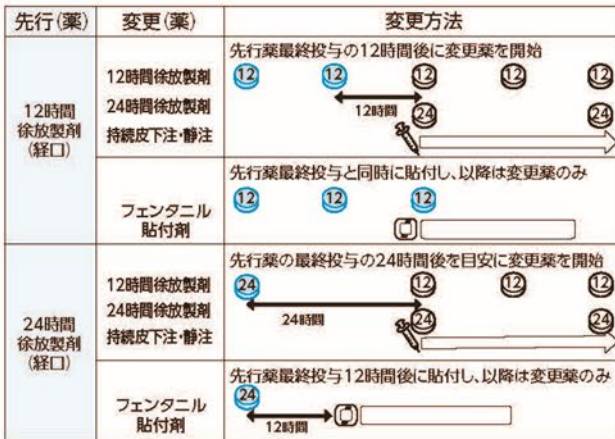 先行(薬) 変更(薬) 変更方法
12時間
徐放製剤
(経口)
12時間徐放製剤
24時間徐放製剤
持続皮下注・静注
先行薬最終投与の12時間後に変更薬を開始
12 12 12 12 12
12時間
24 24
フェンタニル
貼付剤
先行薬最終投与と同時に貼付し、以降は変更薬のみ
12 12 12
24時間
徐放製剤
(経口)
12時間徐放製剤
24時間徐放製剤
持続皮下注・静注
先行薬の最終投与の24時間後を目安に変更薬を開始
24 12 12 12
24時間
24 24
フェンタニル
貼付剤
先行薬最終投与12時間後に貼付し、以降は変更薬のみ
24
12時間